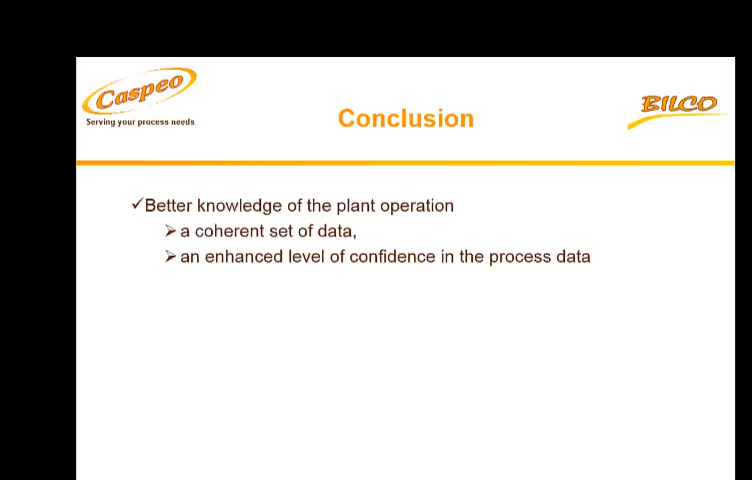 Caspeo
Serving your process needs
Conclusion
BILCO
✓Better knowledge of the plant operation
➢ a coherent set of data,
➢ an enhanced level of confidence in the process data